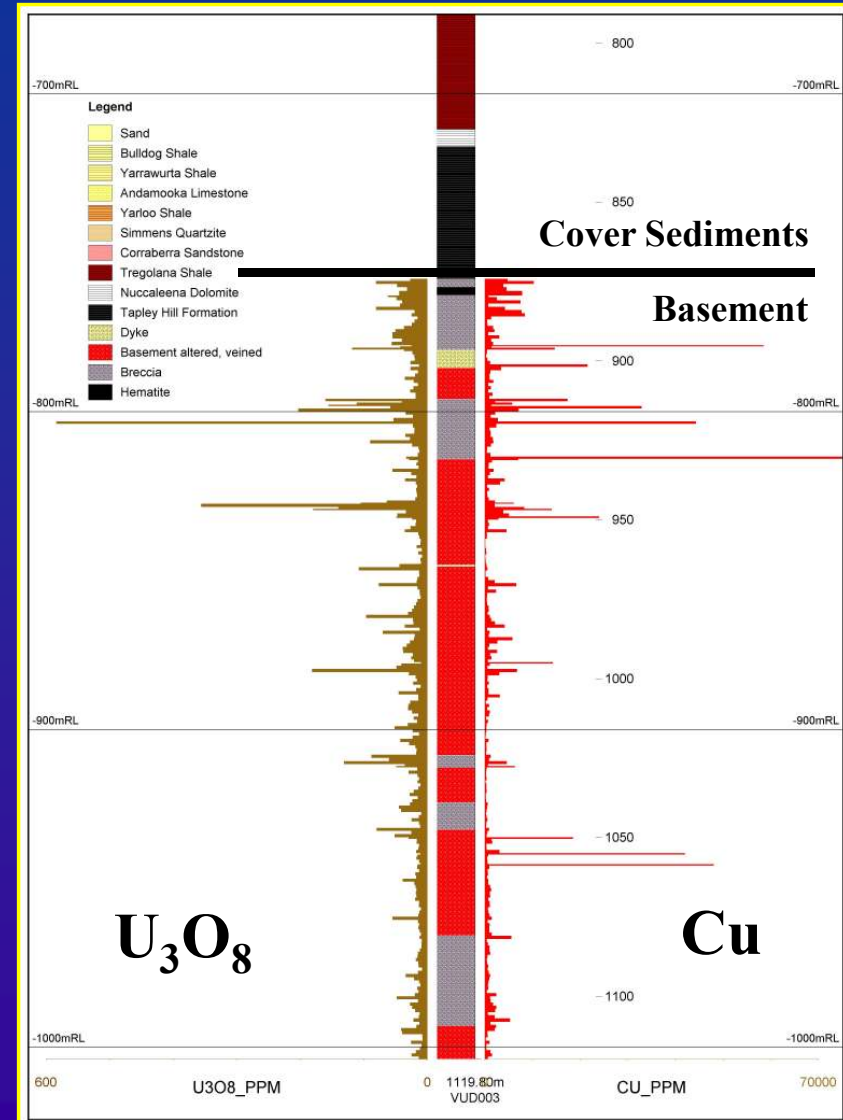 800
-700mRL
-700mRL
Legend
Sand
Bulldog Shale
Yarrawurta Shale
Andamooka Limestone
Yarloo Shale
Simmens Quartzite
Corraberra Sandstone
Tregolana Shale
Nuccaleena Dolomite
Tapley Hill Formation
Dyke
Basement altered, veined
Breccia
Hematite
850
Cover Sediments
Basement
900
-800mRL
-800mRL
950
1000
-900mRL
-900mRL
1050
U3O8
Cu
1100
-1000mRL
-1000mRL
600
U3O8_PPM
0
1119.80m
VUD003
CU_PPM
70000